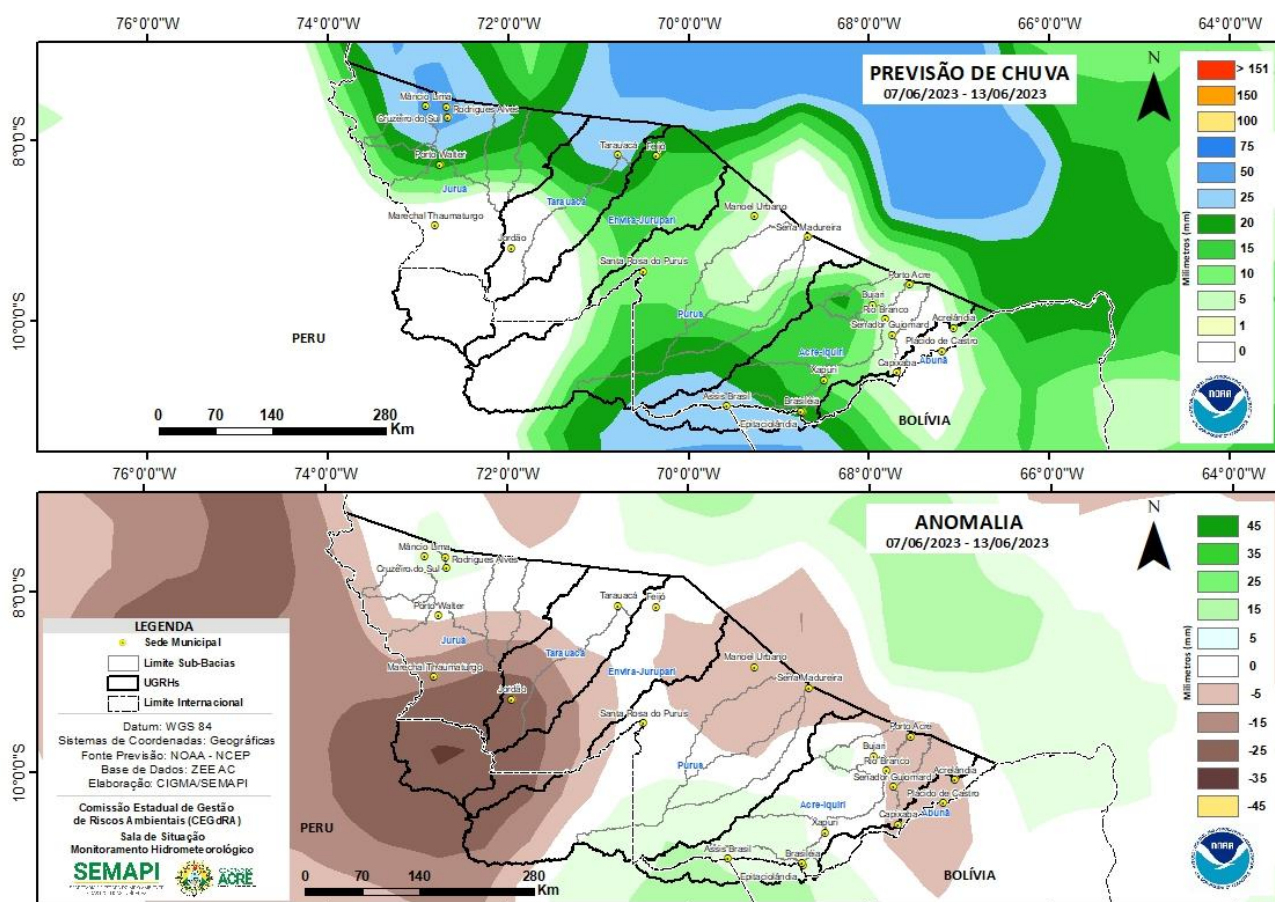 76°0'0"W 74°0'0"W 72°0'0"W 70°0'0"W 68°0'0"W 66°0'0"W 64°0'0"W
8°0'0"S
10°0'0"S
PREVISÃO DE CHUVA
07/06/2023 - 13/06/2023
N
Milímetros (mm)
> 151
150
100
75
50
25
20
15
10
5
1
0
NOAA
Mâncio Lima
Rodrigues Alves
Cruzeiro do Sul
Porto Walter
Juruá
Marechal Thaumaturgo
Tarauacá
Feijó
Tarauacá
Envira-Jurupari
Jordão
Manoel Urbano
Sena Madureira
Santa Rosa do Purus
Purus
Porto Acre
Bujari
Rio Branco
Senador Guiomard
Acrelândia
Plácido de Castro
Abunã
Acre-Iquiri
Capixaba
Xapuri
Assis Brasil
Brasiléia
Epitaciolândia
PERU
BOLÍVIA
0 70 140 280
Km
76°0'0"W 74°0'0"W 72°0'0"W 70°0'0"W 68°0'0"W 66°0'0"W 64°0'0"W
8°0'0"S
10°0'0"S
ANOMALIA
07/06/2023 - 13/06/2023
N
Milímetros (mm)
45
35
25
15
5
0
-5
-15
-25
-35
-45
NOAA
Mâncio Lima
Rodrigues Alves
Cruzeiro do Sul
Porto Walter
Juruá
Marechal Thaumaturgo
Tarauacá
Feijó
Tarauacá
Envira-Jurupari
Jordão
Manoel Urbano
Sena Madureira
Santa Rosa do Purus
Purus
Porto Acre
Bujari
Rio Branco
Senador Guiomard
Acrelândia
Plácido de Castro
Abunã
Acre-Iquiri
Capixaba
Xapuri
Assis Brasil
Brasiléia
Epitaciolândia
PERU
BOLÍVIA
0 70 140 280
Km
LEGENDA
Sede Municipal
Limite Sub-Bacias
UGRHs
Limite Internacional
Datum: WGS 84
Sistemas de Coordenadas: Geográficas
Fonte Previsão: NOAA - NCEP
Base de Dados: ZEE AC
Elaboração: CIGMA/SEMAPI
Comissão Estadual de Gestão
de Riscos Ambientais (CEGdRA)
Sala de Situação
Monitoramento Hidrometeorológico
SEMAPI
ACRE